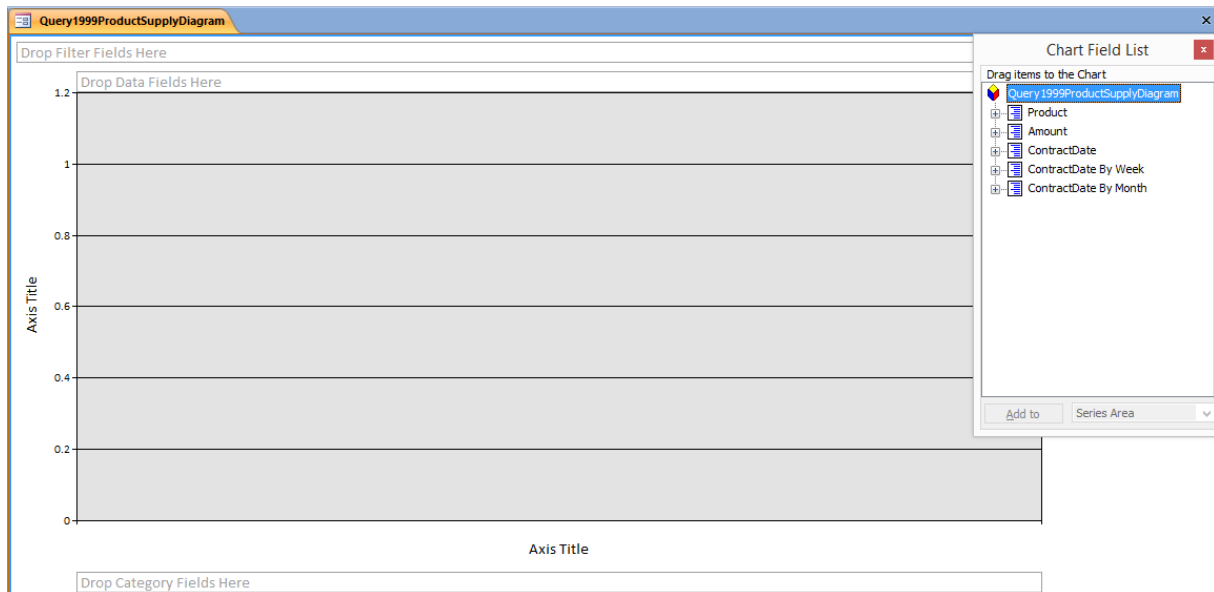 Query1999ProductSupplyDiagram
Drop Filter Fields Here
Drop Data Fields Here
1.2
1
0.8
0.6
0.4
0.2
0
Axis Title
Axis Title
Drop Category Fields Here
Chart Field List
Drag items to the Chart
Query1999ProductSupplyDiagram
Product
Amount
ContractDate
ContractDate By Week
ContractDate By Month
Add to
Series Area